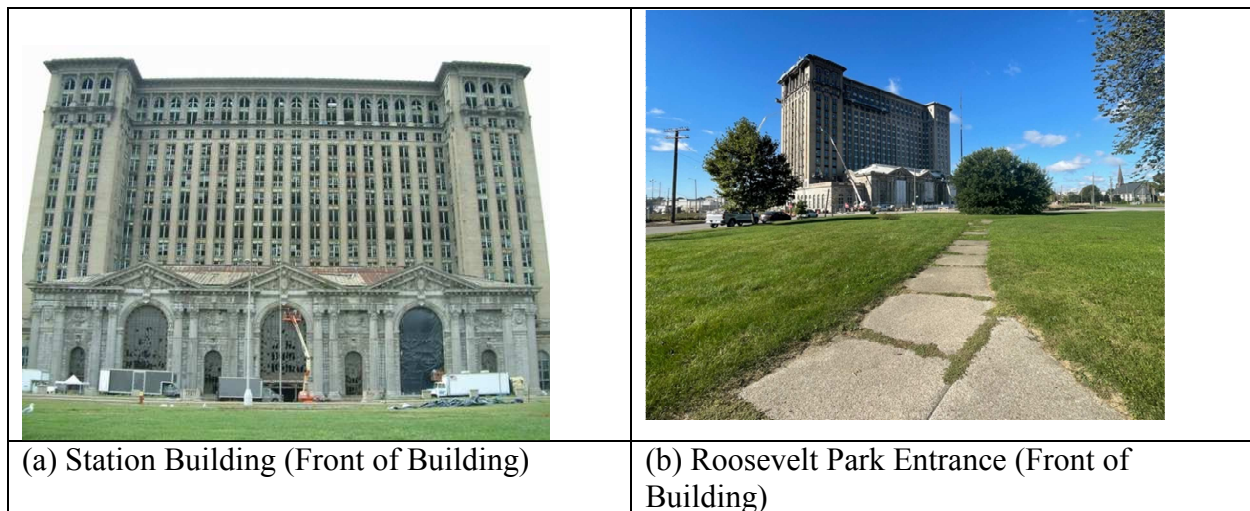 (a) Station Building (Front of Building)
(b) Roosevelt Park Entrance (Front of
Building)